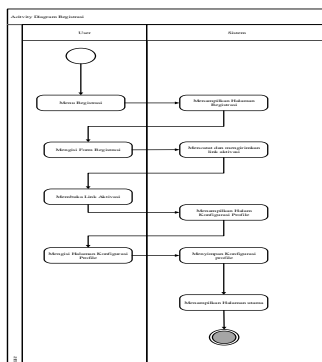 Activity Diagram Registrasi
User
Sistem
Menu Registrasi
Menampilkan Halaman
Registrasi
Mengisi Form Registrasi
Mencatat dan mengirimkan
link aktivasi
Membuka Link Aktivasi
Menampilkan Halam
Konfigurasi Profile
Mengisi Halaman Konfigurasi
Profile
Menyimpan Konfigurasi
profile
Menampilkan Halaman utama